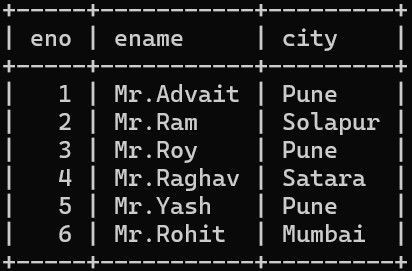 +-----+-----------+---------+
| eno | ename     | city    |
+-----+-----------+---------+
|   1 | Mr.Advait | Pune    |
|   2 | Mr.Ram    | Solapur |
|   3 | Mr.Roy    | Pune    |
|   4 | Mr.Raghav | Satara  |
|   5 | Mr.Yash   | Pune    |
|   6 | Mr.Rohit  | Mumbai  |
+-----+-----------+---------+